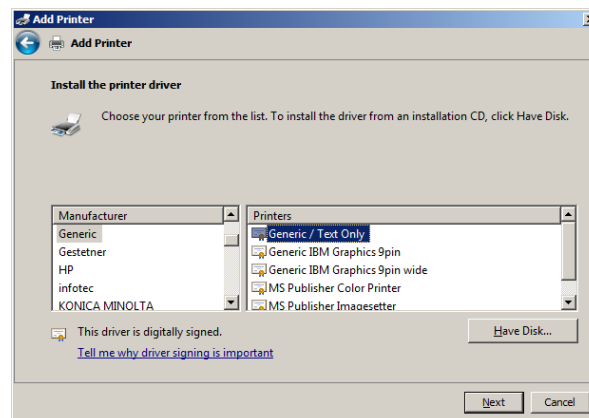 Add Printer
Add Printer
Install the printer driver
Choose your printer from the list. To install the driver from an installation CD, click Have Disk.
Manufacturer
Generic
Gestetner
HP
infotec
KONICA MINOLTA
Printers
Generic / Text Only
Generic IBM Graphics 9pin
Generic IBM Graphics 9pin wide
MS Publisher Color Printer
MS Publisher Imagesetter
This driver is digitally signed.
Tell me why driver signing is important
Have Disk...
Next
Cancel